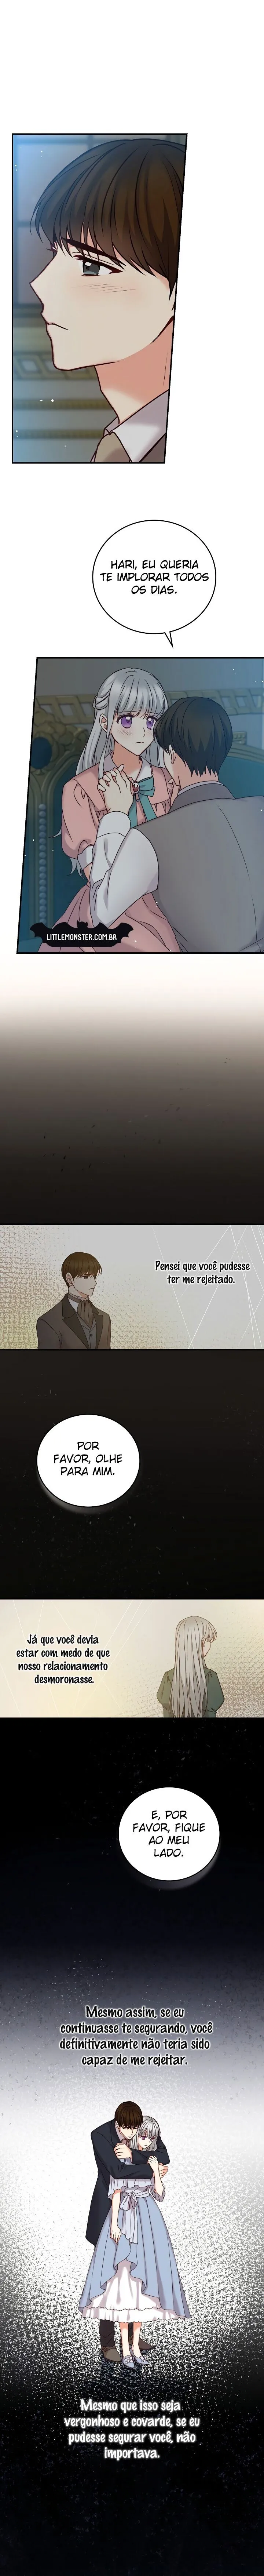 HARI, EU QUERIA
TE IMPLORAR TODOS
OS DIAS.
LITTLEMONSTER.COM.BR
Pensei que você pudesse
ter me rejeitado.
POR
FAVOR, OLHE
PARA MIM.
Já que você devia
estar com medo de que
nosso relacionamento
desmoronasse.
E, POR
FAVOR, FIQUE
AO MEU
LADO.
Mesmo assim, se eu
continuasse te segurando, você
definitivamente não teria sido
capaz de me rejeitar.
Mesmo que isso seja
vergonhoso e covarde, se eu
pudesse segurar você, não
importava.